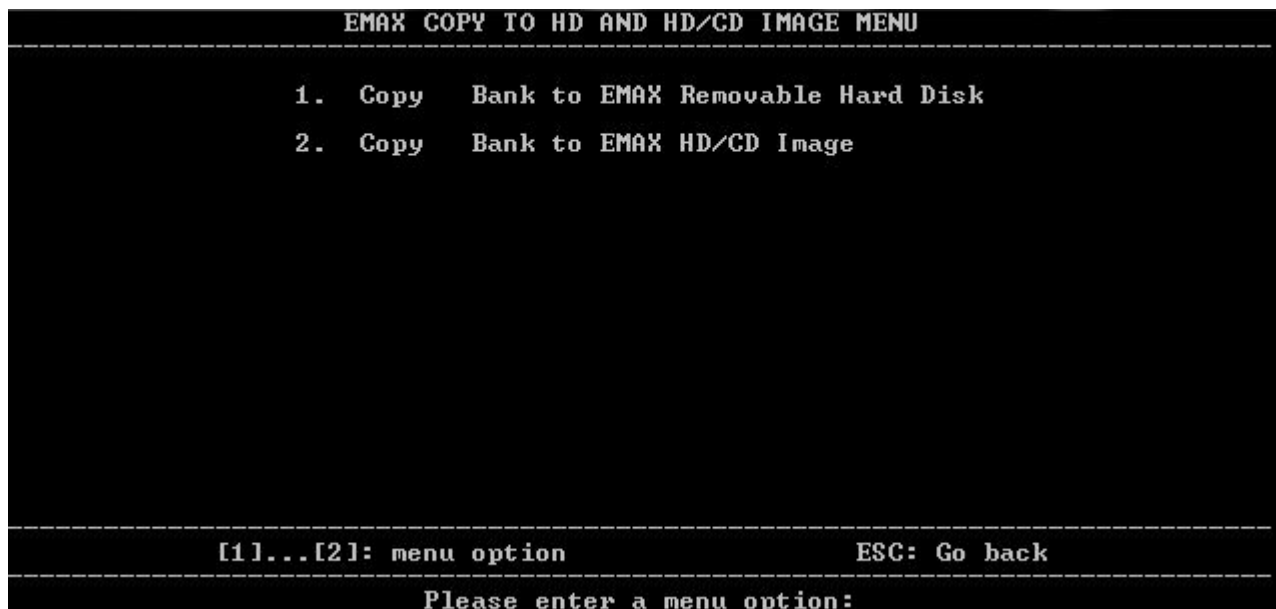 EMAX COPY TO HD AND HD/CD IMAGE MENU
1. Copy Bank to EMAX Removable Hard Disk
2. Copy Bank to EMAX HD/CD Image
[1]...[2]: menu option ESC: Go back
Please enter a menu option: